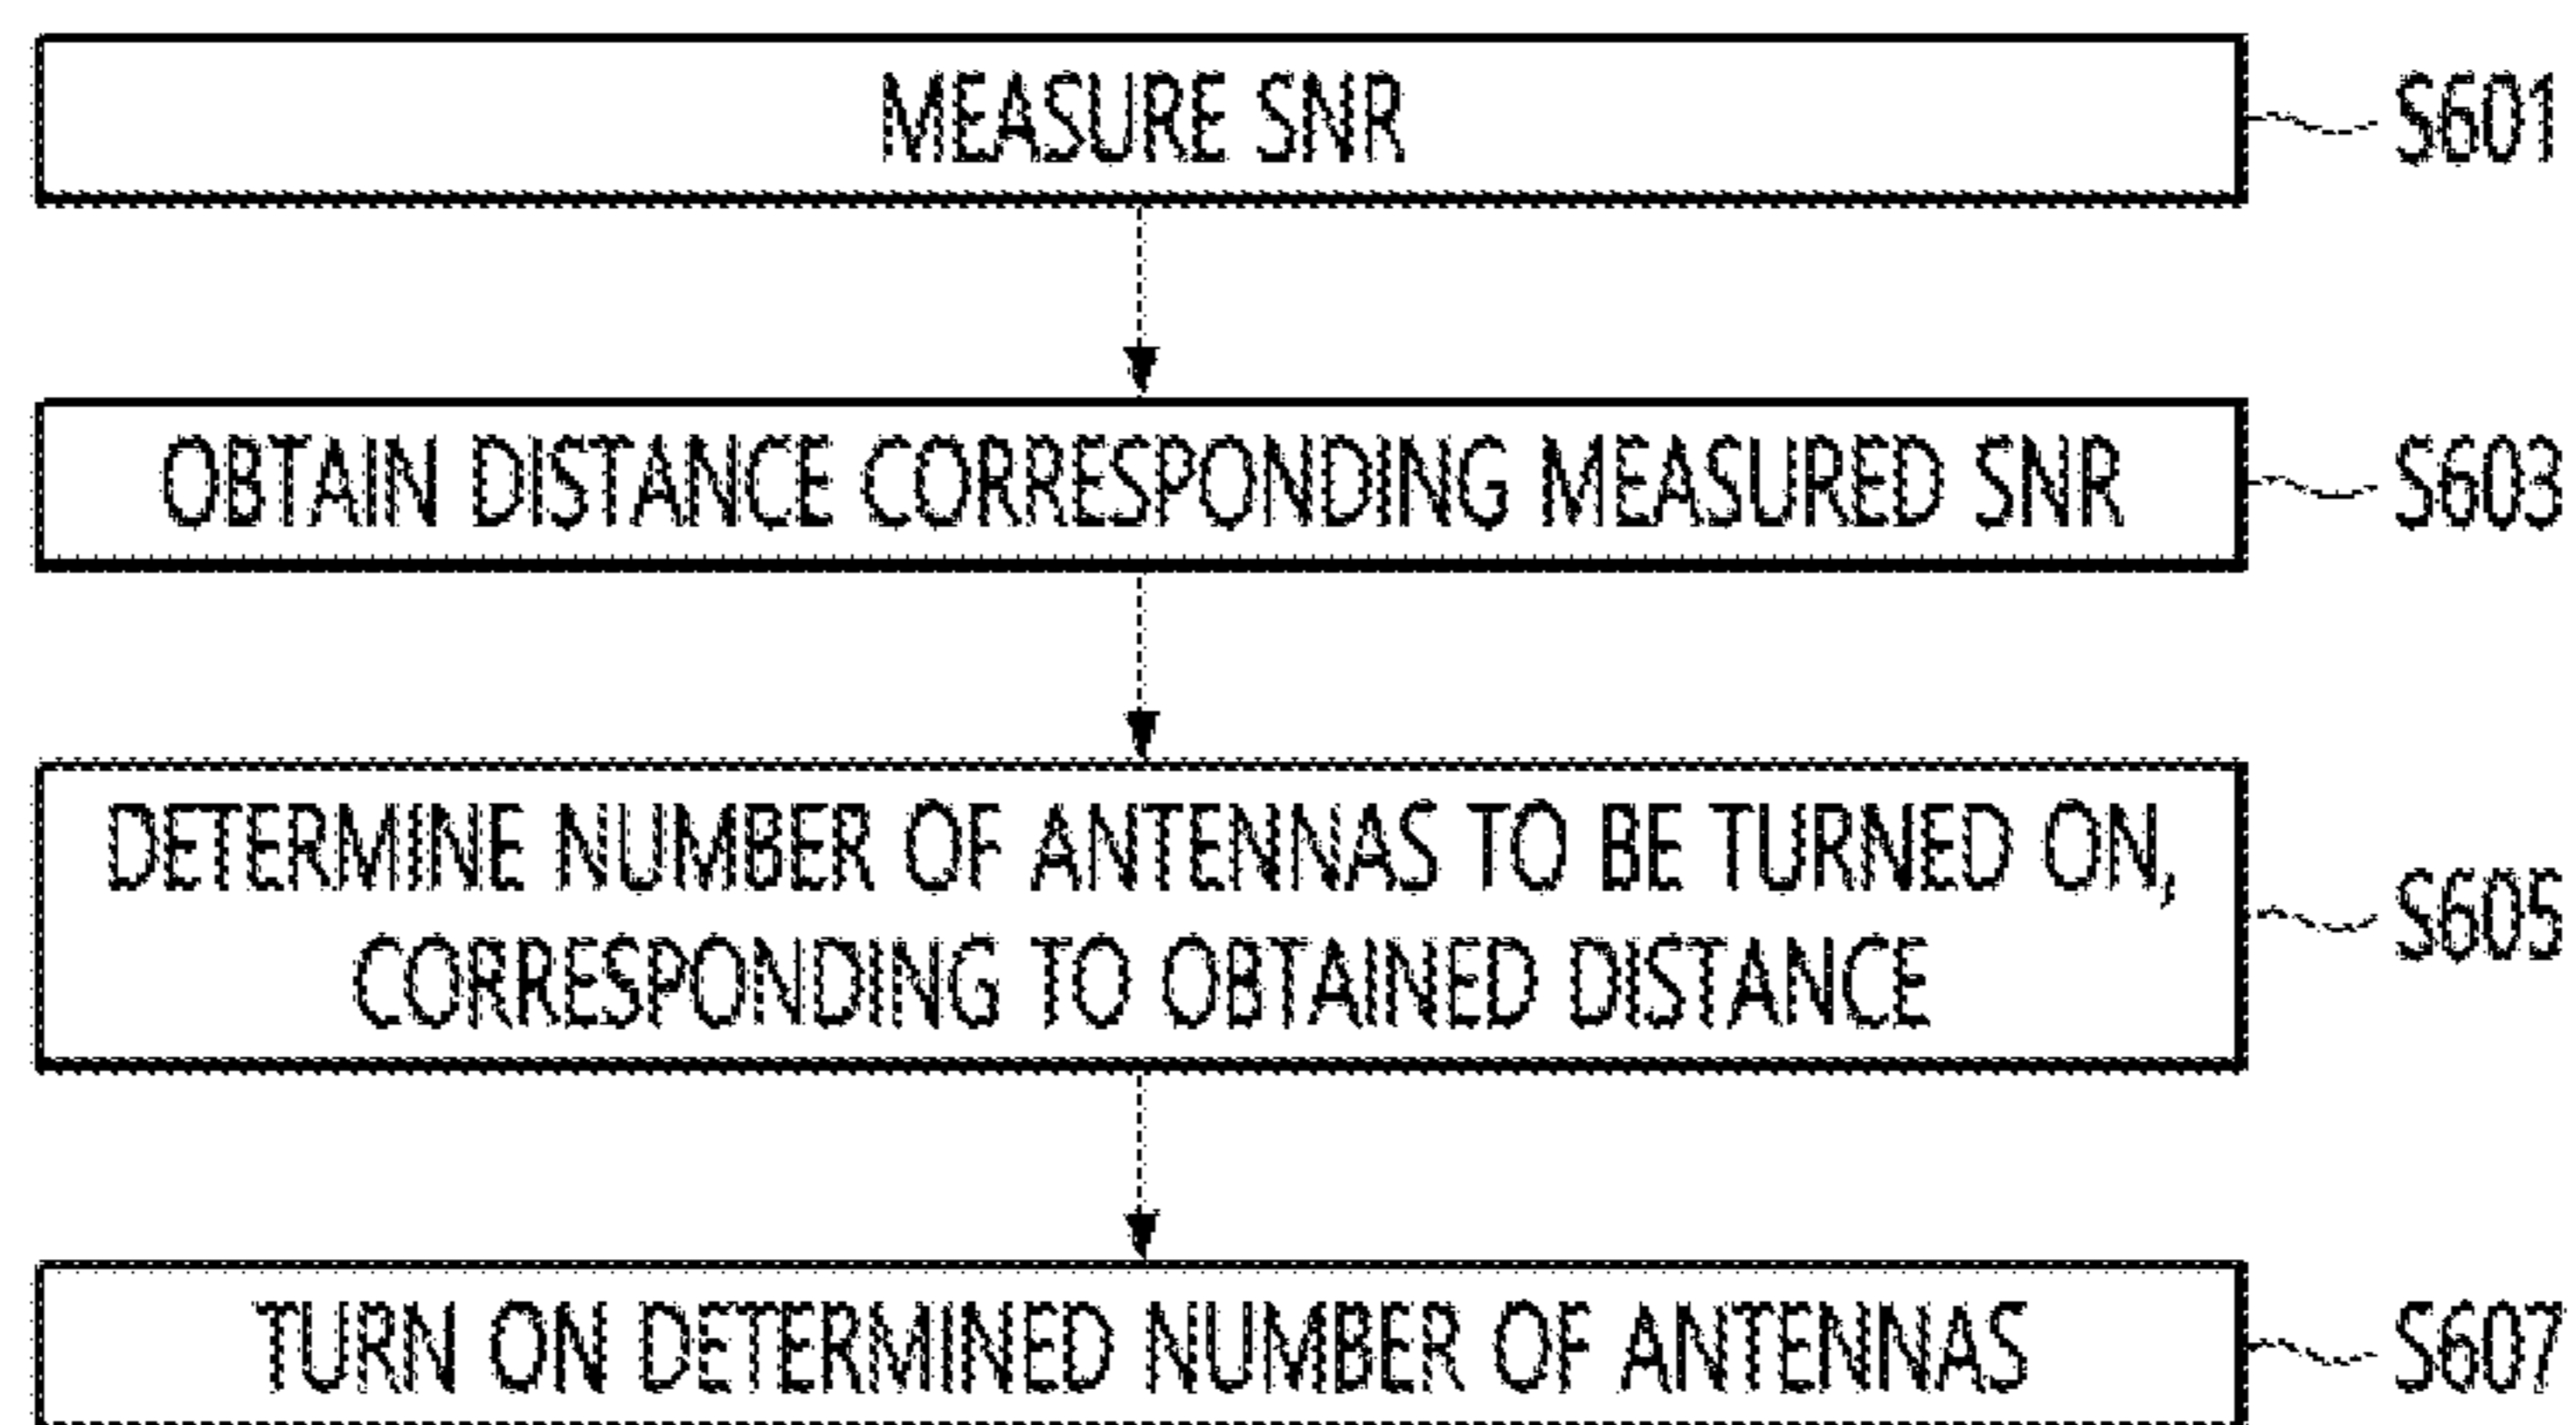 MEASURE SNR
S601
OBTAIN DISTANCE CORRESPONDING MEASURED SNR
S603
DETERMINE NUMBER OF ANTENNAS TO BE TURNED ON,
CORRESPONDING TO OBTAINED DISTANCE
S605
TURN ON DETERMINED NUMBER OF ANTENNAS
S607